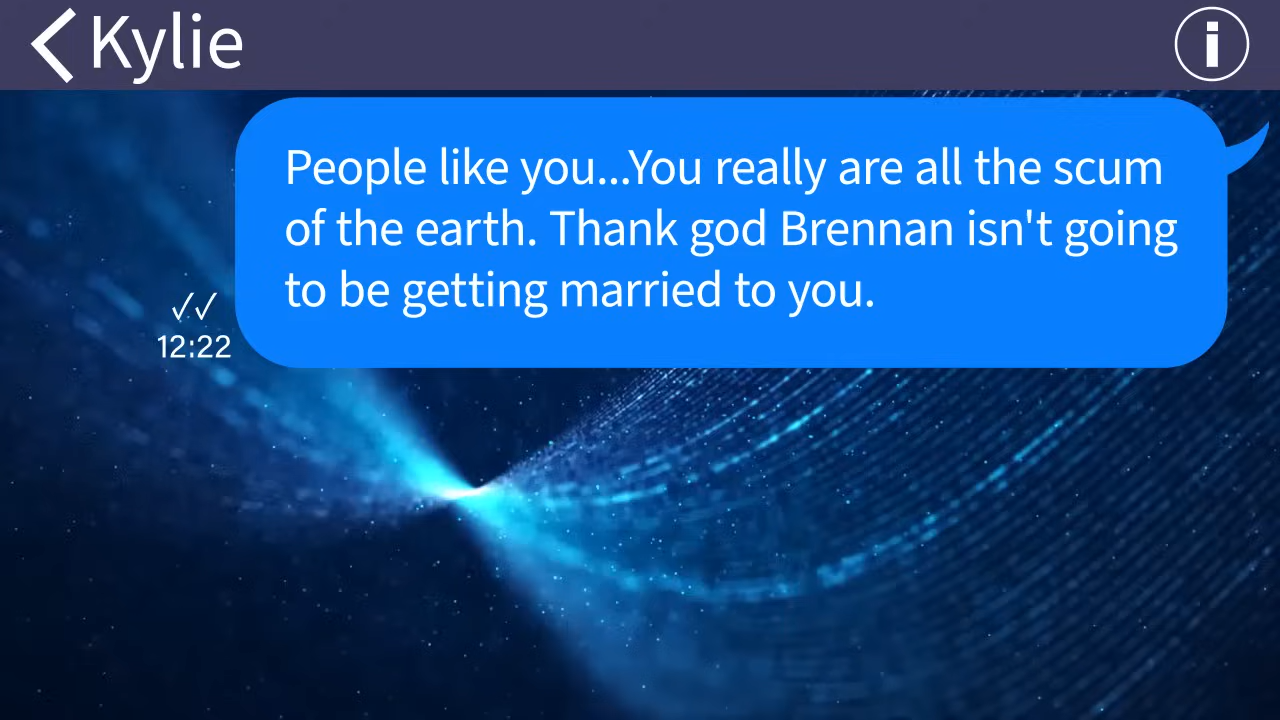 Kylie
People like you...You really are all the scum
of the earth. Thank god Brennan isn't going
to be getting married to you.
✓✓
12:22